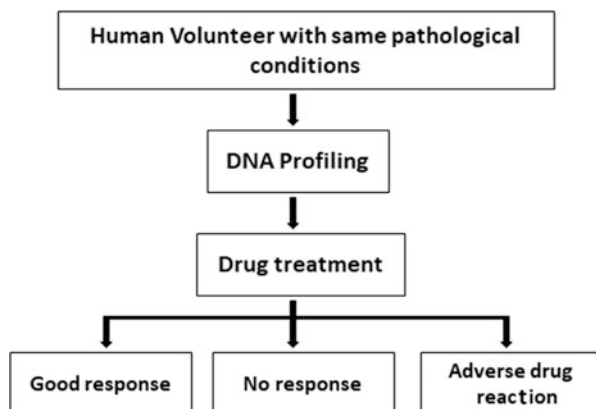 Human Volunteer with same pathological
conditions
DNA Profiling
Drug treatment
Good response
No response
Adverse drug
reaction